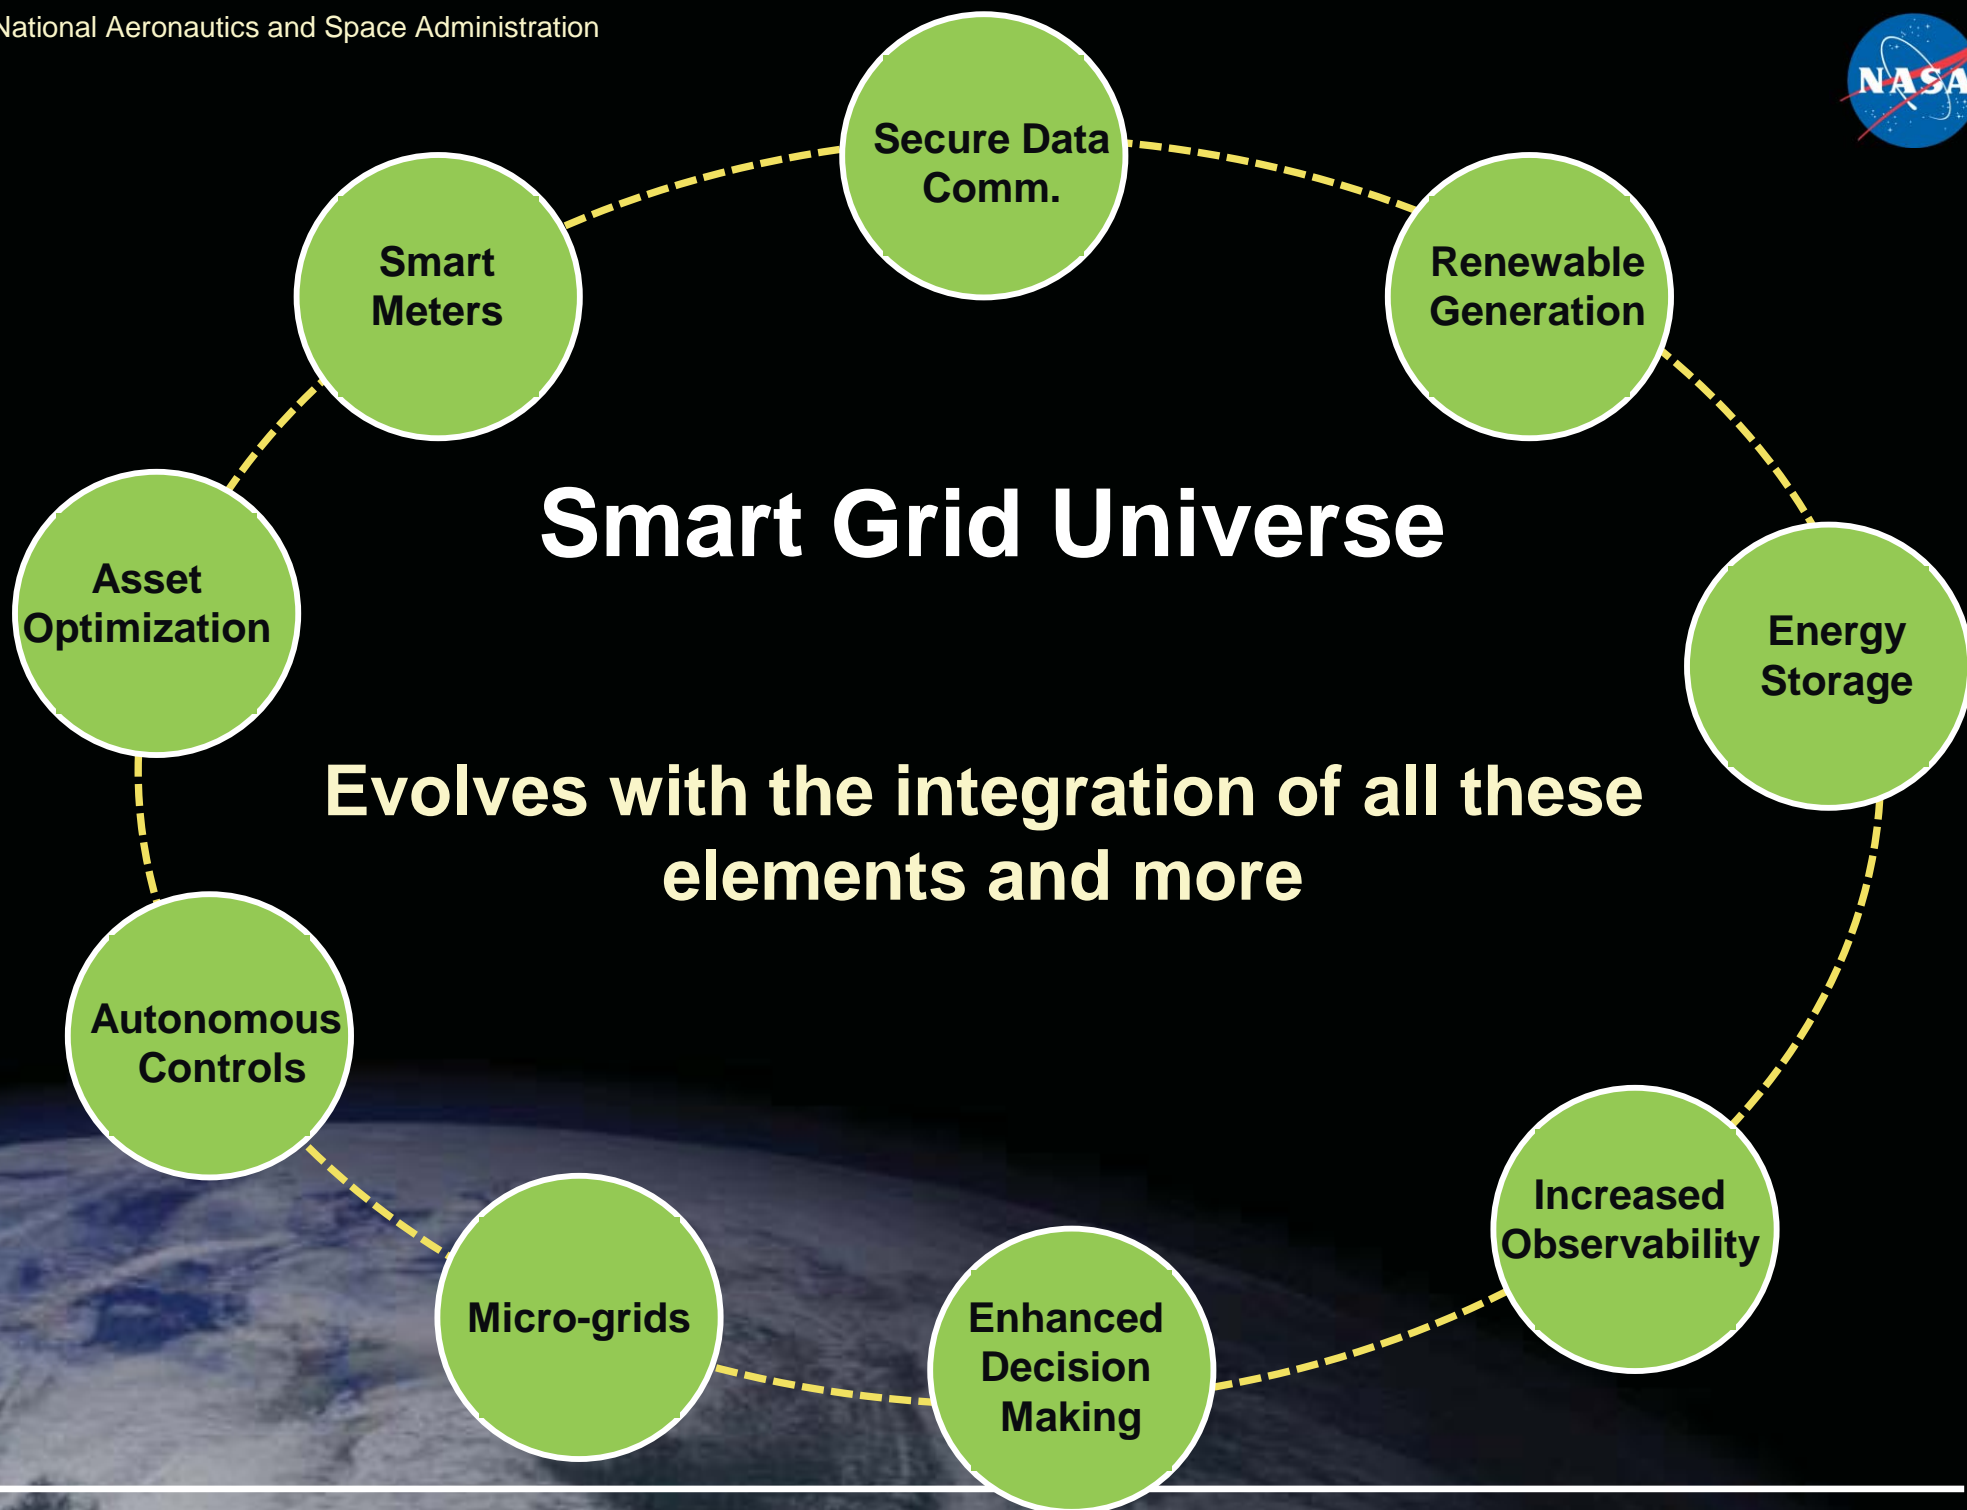 National Aeronautics and Space Administration
NASA
Secure Data
Comm.
Smart
Meters
Renewable
Generation
Smart Grid Universe
Asset
Optimization
Energy
Storage
Evolves with the integration of all these
elements and more
Autonomous
Controls
Increased
Observability
Micro-grids
Enhanced
Decision
Making